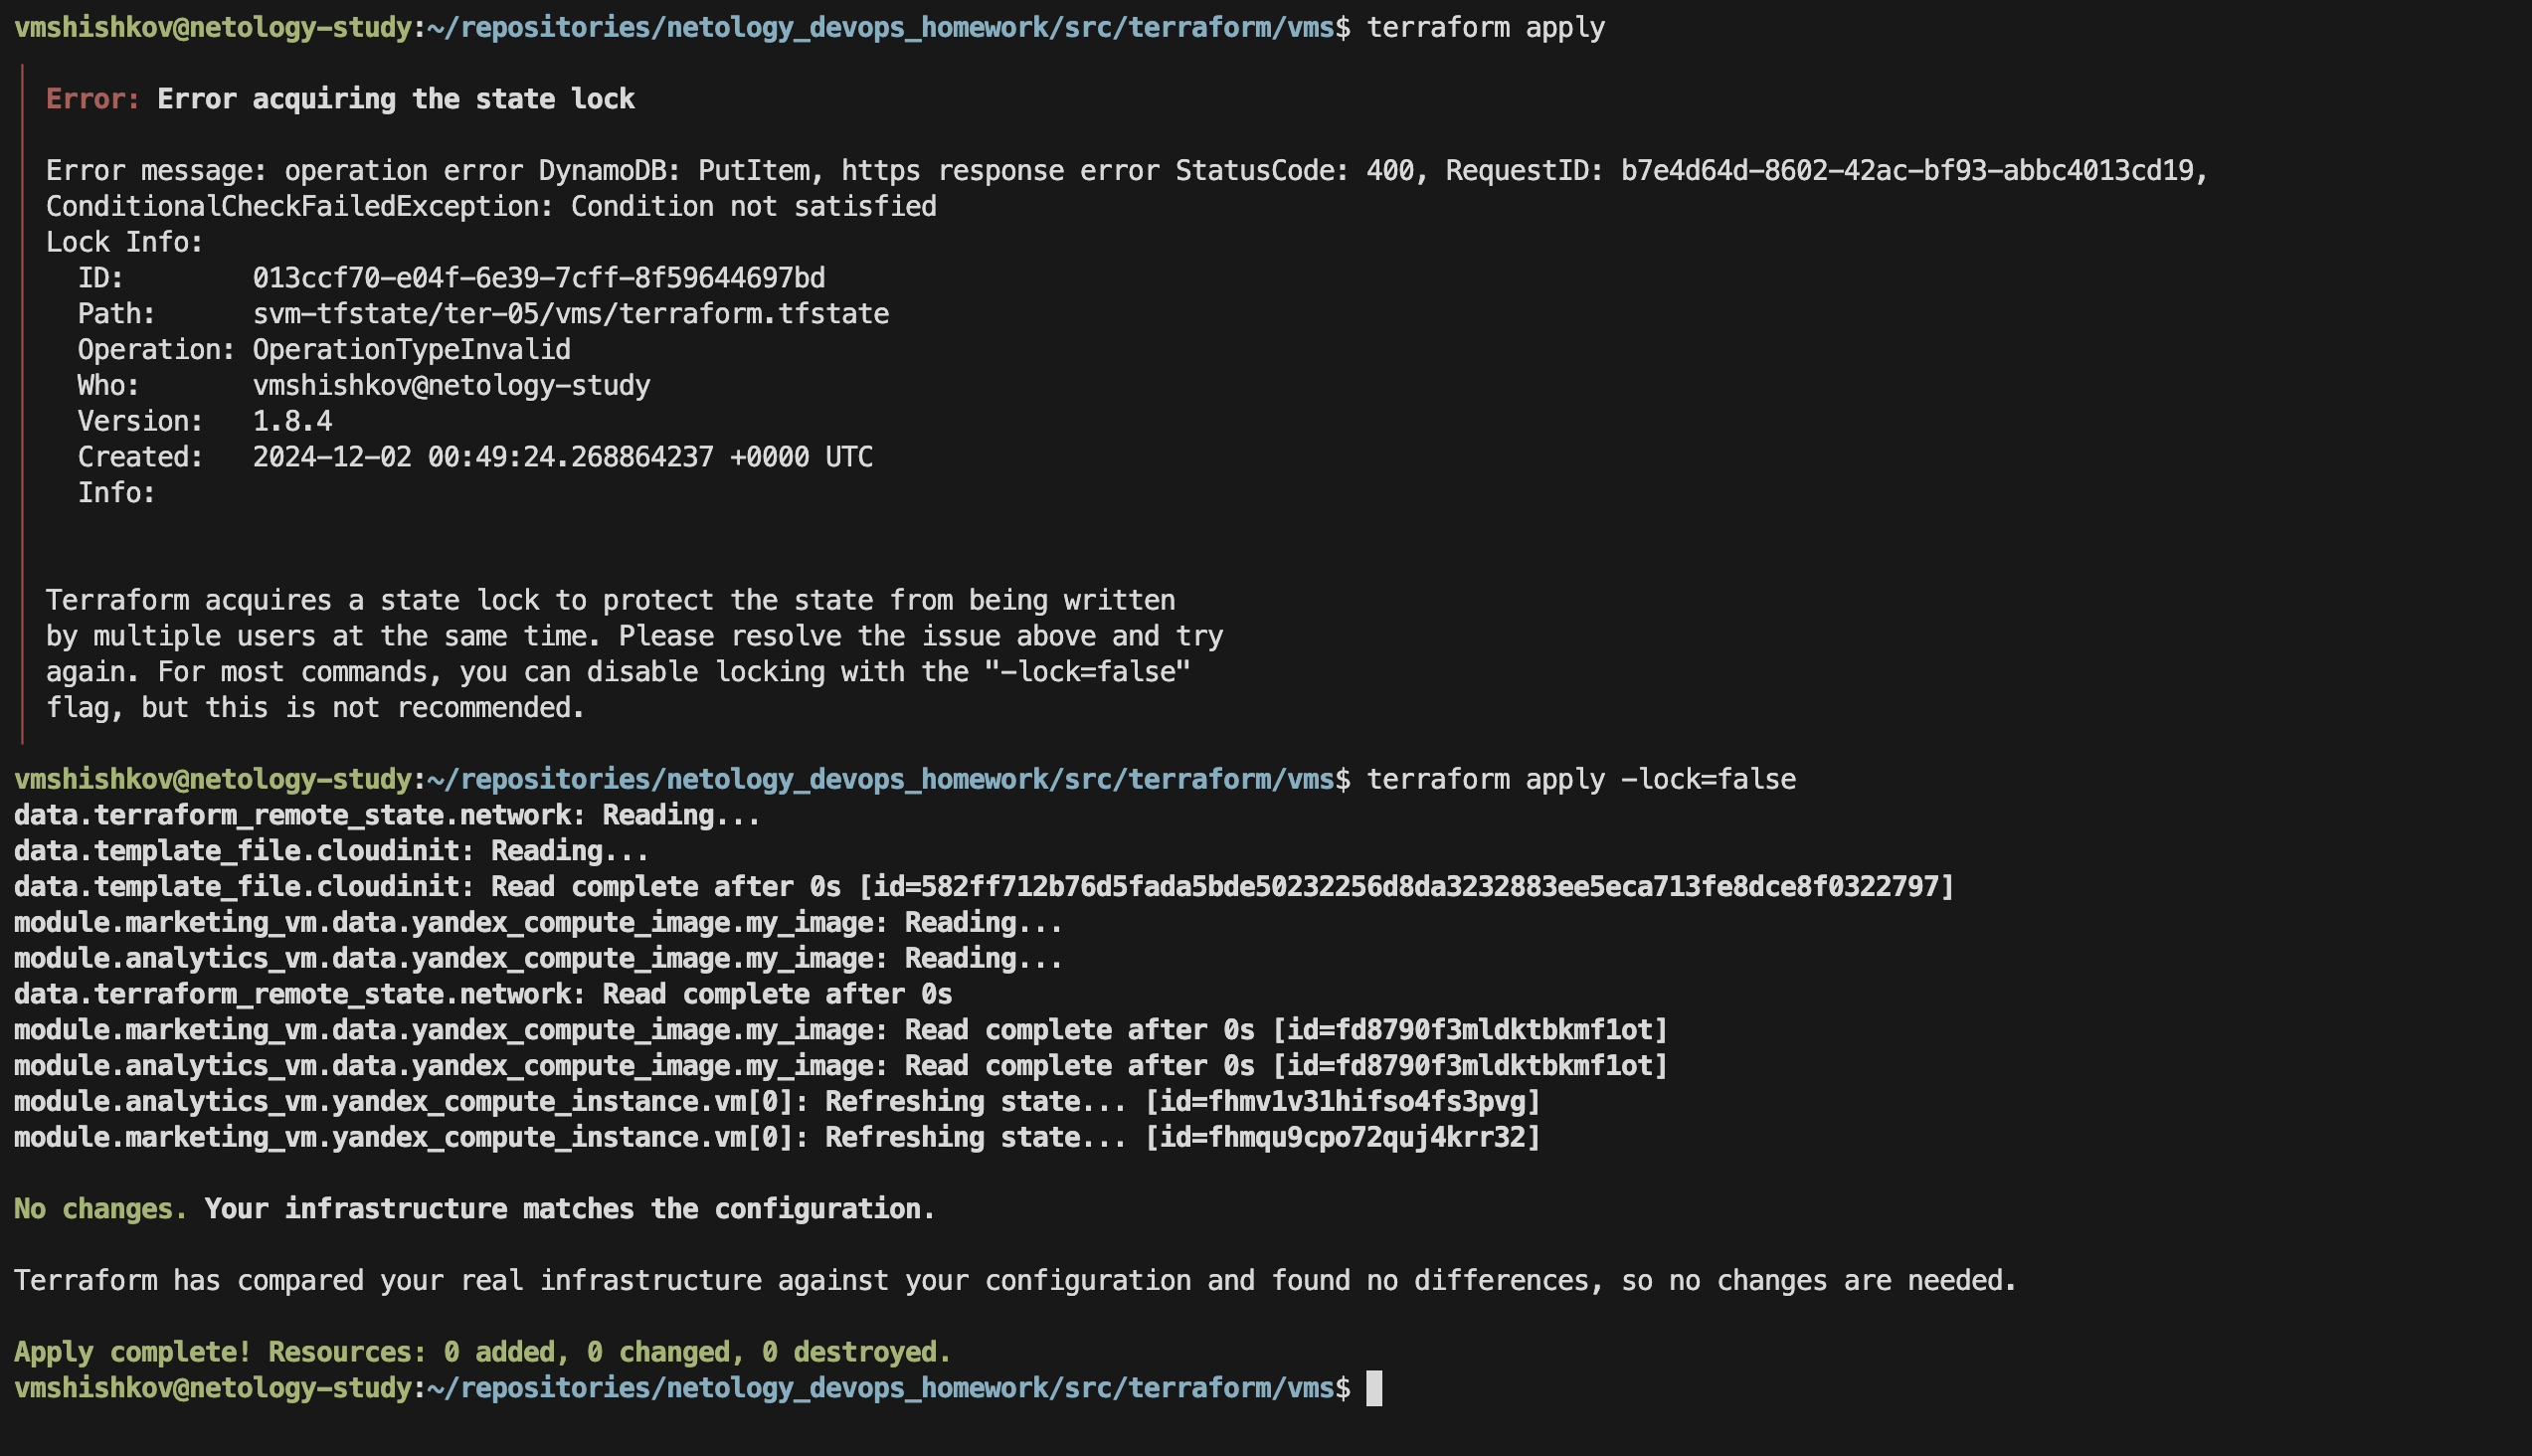 vmshishkov@netology-study:~/repositories/netology_devops_homework/src/terraform/vms$ terraform apply
Error: Error acquiring the state lock
Error message: operation error DynamoDB: PutItem, https response error StatusCode: 400, RequestID: b7e4d64d-8602-42ac-bf93-abbc4013cd19,
ConditionalCheckFailedException: Condition not satisfied
Lock Info:
  ID:        013ccf70-e04f-6e39-7cff-8f59644697bd
  Path:      svm-tfstate/ter-05/vms/terraform.tfstate
  Operation: OperationTypeInvalid
  Who:       vmshishkov@netology-study
  Version:   1.8.4
  Created:   2024-12-02 00:49:24.268864237 +0000 UTC
  Info:
Terraform acquires a state lock to protect the state from being written
by multiple users at the same time. Please resolve the issue above and try
again. For most commands, you can disable locking with the "-lock=false"
flag, but this is not recommended.
vmshishkov@netology-study:~/repositories/netology_devops_homework/src/terraform/vms$ terraform apply -lock=false
data.terraform_remote_state.network: Reading...
data.template_file.cloudinit: Reading...
data.template_file.cloudinit: Read complete after 0s [id=582ff712b76d5fada5bde50232256d8da3232883ee5eca713fe8dce8f0322797]
module.marketing_vm.data.yandex_compute_image.my_image: Reading...
module.analytics_vm.data.yandex_compute_image.my_image: Reading...
data.terraform_remote_state.network: Read complete after 0s
module.marketing_vm.data.yandex_compute_image.my_image: Read complete after 0s [id=fd8790f3mldktbkmf1ot]
module.analytics_vm.data.yandex_compute_image.my_image: Read complete after 0s [id=fd8790f3mldktbkmf1ot]
module.analytics_vm.yandex_compute_instance.vm[0]: Refreshing state... [id=fhmv1v31hifso4fs3pvg]
module.marketing_vm.yandex_compute_instance.vm[0]: Refreshing state... [id=fhmqu9cpo72quj4krr32]
No changes. Your infrastructure matches the configuration.
Terraform has compared your real infrastructure against your configuration and found no differences, so no changes are needed.
Apply complete! Resources: 0 added, 0 changed, 0 destroyed.
vmshishkov@netology-study:~/repositories/netology_devops_homework/src/terraform/vms$